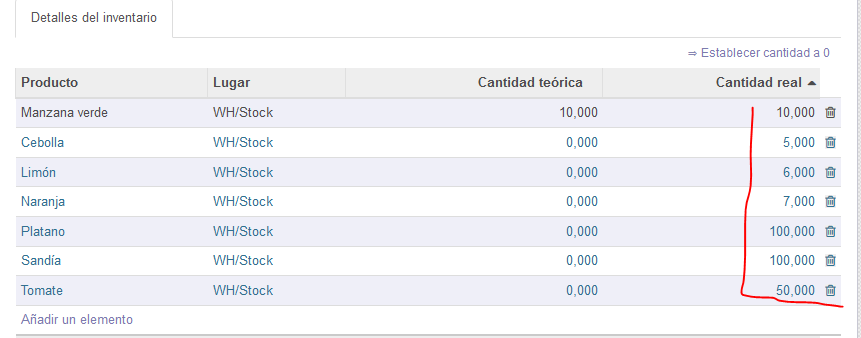 Detalles del inventario
⇒ Establecer cantidad a 0
Producto Lugar Cantidad teórica Cantidad real
Manzana verde WH/Stock 10,000 10,000
Cebolla WH/Stock 0,000 5,000
Limón WH/Stock 0,000 6,000
Naranja WH/Stock 0,000 7,000
Platano WH/Stock 0,000 100,000
Sandía WH/Stock 0,000 100,000
Tomate WH/Stock 0,000 50,000
Añadir un elemento